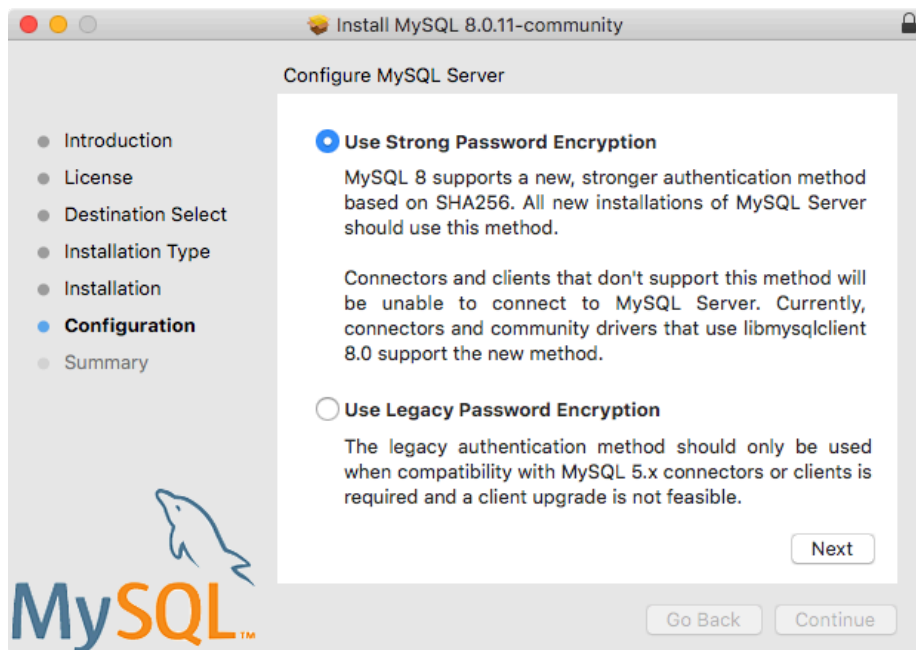 Install MySQL 8.0.11-community
Configure MySQL Server
Introduction
License
Destination Select
Installation Type
Installation
Configuration
Summary
Use Strong Password Encryption
MySQL 8 supports a new, stronger authentication method
based on SHA256. All new installations of MySQL Server
should use this method.
Connectors and clients that don't support this method will
be unable to connect to MySQL Server. Currently,
connectors and community drivers that use libmysqlclient
8.0 support the new method.
Use Legacy Password Encryption
The legacy authentication method should only be used
when compatibility with MySQL 5.x connectors or clients is
required and a client upgrade is not feasible.
Next
MySQL™
Go Back
Continue